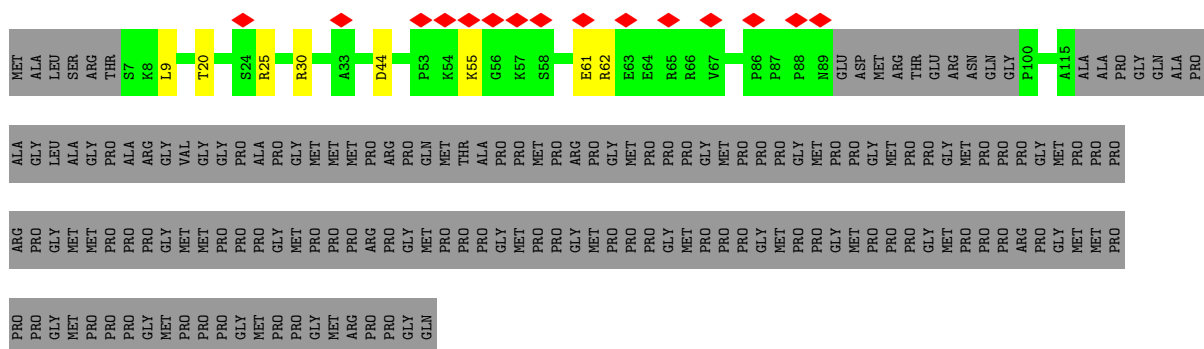 MET ALA LEU SER ARG THR S7 K8 L9 T20 S24 R25 R30 A33 D44 P53 K54 K55 G56 K57 S58 E61 R62 E63 E64 R65 R66 V67 P86 P87 P88 N89 GLU ASP MET ARG THR GLU ARG ASN GLN GLY P100 A115 ALA ALA PRO GLY GLN ALA PRO
ALA GLY LEU ALA GLY PRO ALA ARG GLY VAL GLY GLY PRO ALA PRO GLY MET MET MET PRO ARG PRO GLN MET THR ALA PRO PRO MET PRO ARG PRO GLY MET PRO PRO PRO GLY MET PRO PRO PRO GLY MET PRO PRO PRO GLY MET PRO PRO PRO GLY MET PRO PRO PRO
ARG PRO GLY MET MET PRO PRO PRO GLY MET MET PRO PRO PRO GLY MET PRO PRO PRO ARG PRO GLY MET PRO PRO PRO GLY MET PRO PRO GLY MET PRO PRO PRO GLY MET PRO PRO PRO GLY MET PRO PRO GLY MET PRO PRO PRO GLY MET PRO PRO PRO ARG PRO GLY MET MET PRO
PRO PRO GLY MET PRO PRO PRO GLY MET PRO PRO PRO GLY MET PRO PRO GLY MET ARG PRO PRO GLY GLN